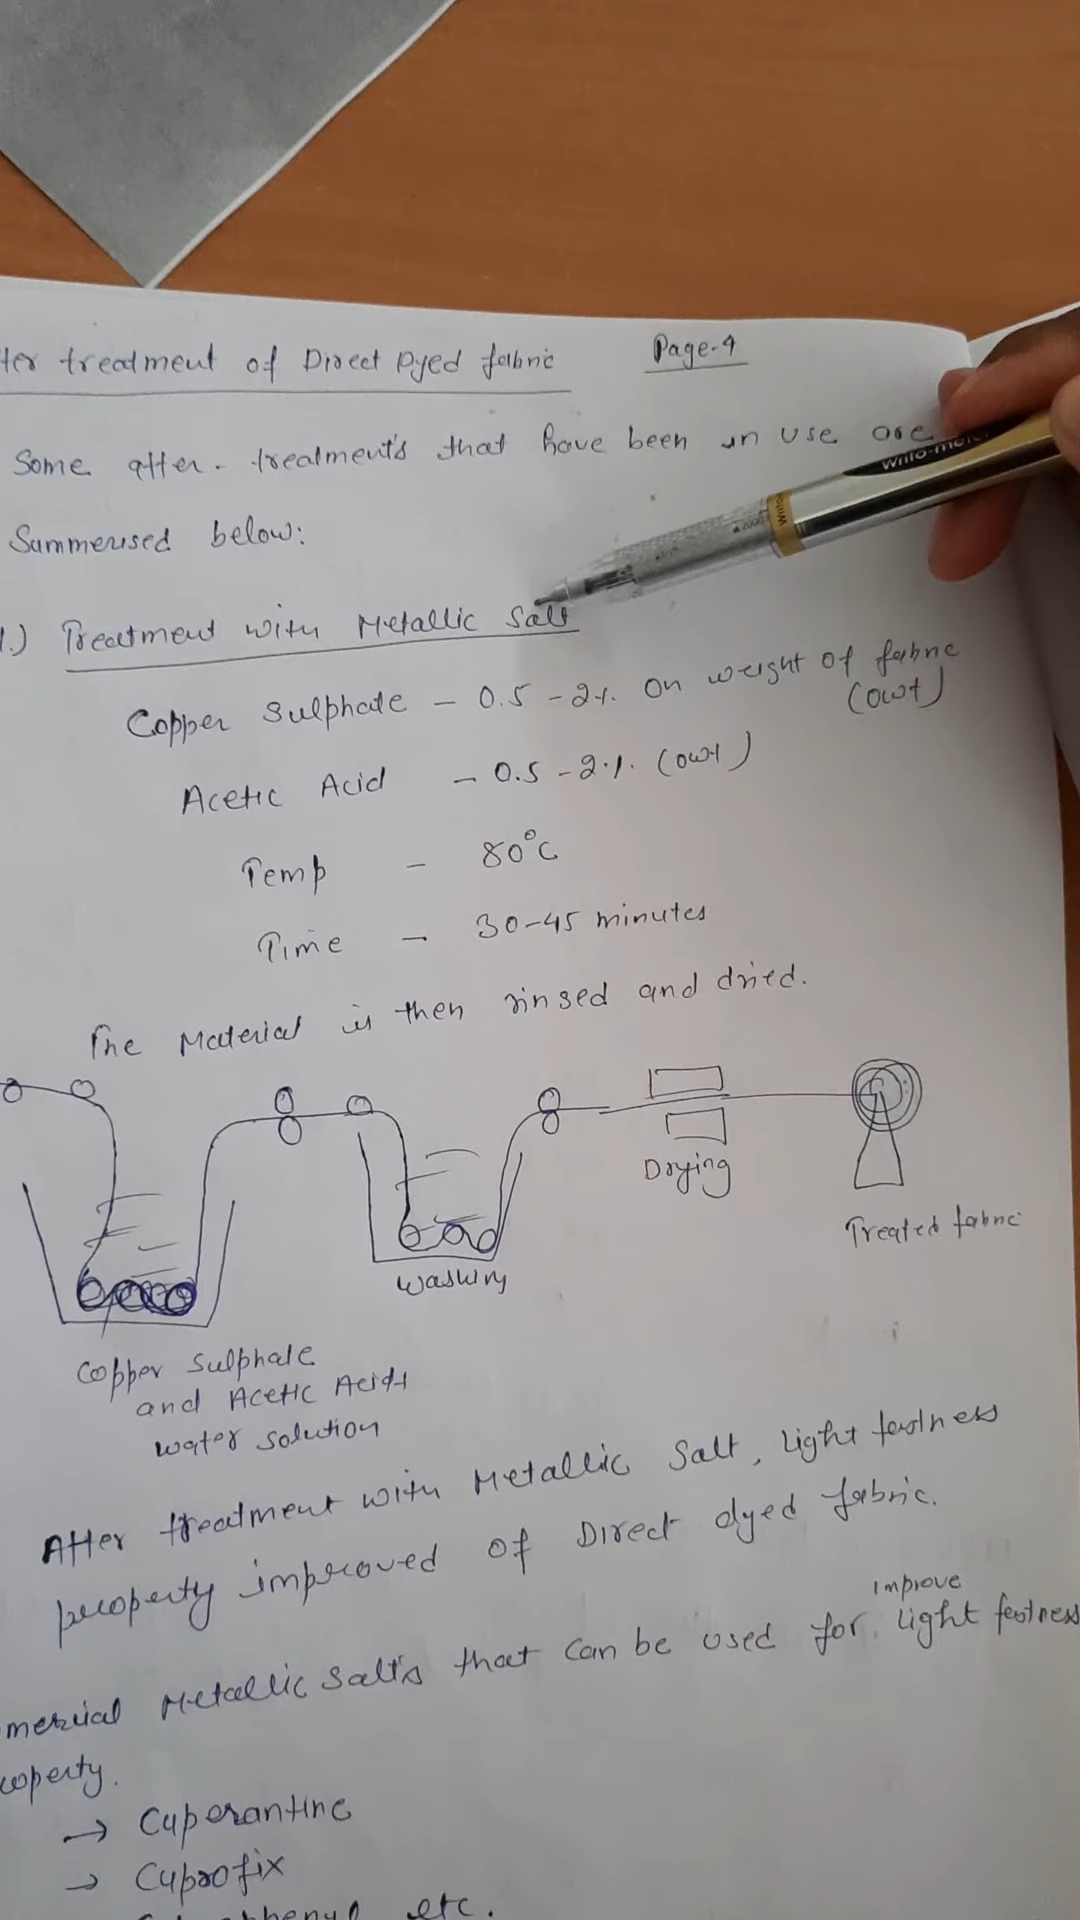 ter treatment of Direct Dyed fabric Page-4
Some after-treatment's that have been in use are
Summerised below:
1.) Treatment with Metallic Salt
Copper Sulphate - 0.5-2%. On weight of fabric
(owf)
Acetic Acid - 0.5-2%. (owf)
Temp - 80°C
Time - 30-45 minutes
The Material is then rinsed and dried.
Drying
Treated fabric
Washing
Copper Sulphate
and Acetic Acid+
water solution
After treatment with Metallic Salt, Light fastness
property improved of Direct dyed fabric.
improve
mercial Metallic Salt's that can be used for Light fastness
roperty.
→ Cuperantine
→ Cuprofix
etc.